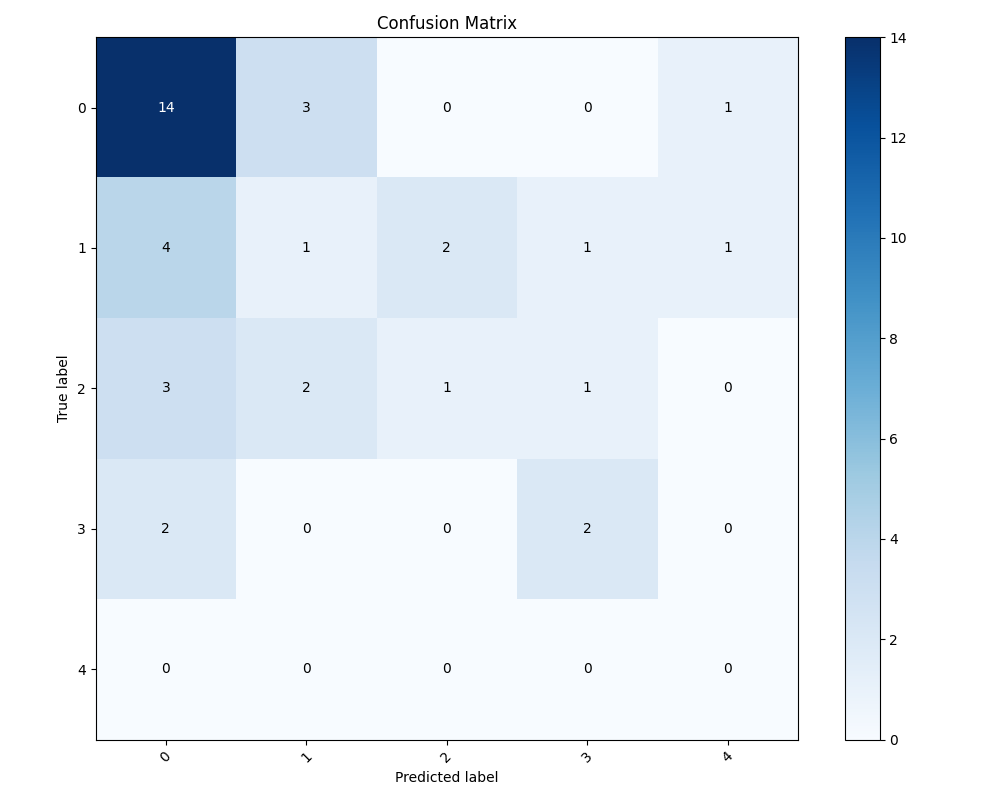 Confusion Matrix
14
0 14 3 0 0 1
12
10
1 4 1 2 1 1
8
True label
2 3 2 1 1 0
6
4
3 2 0 0 2 0
2
4 0 0 0 0 0
0
0 1 2 3 4
Predicted label